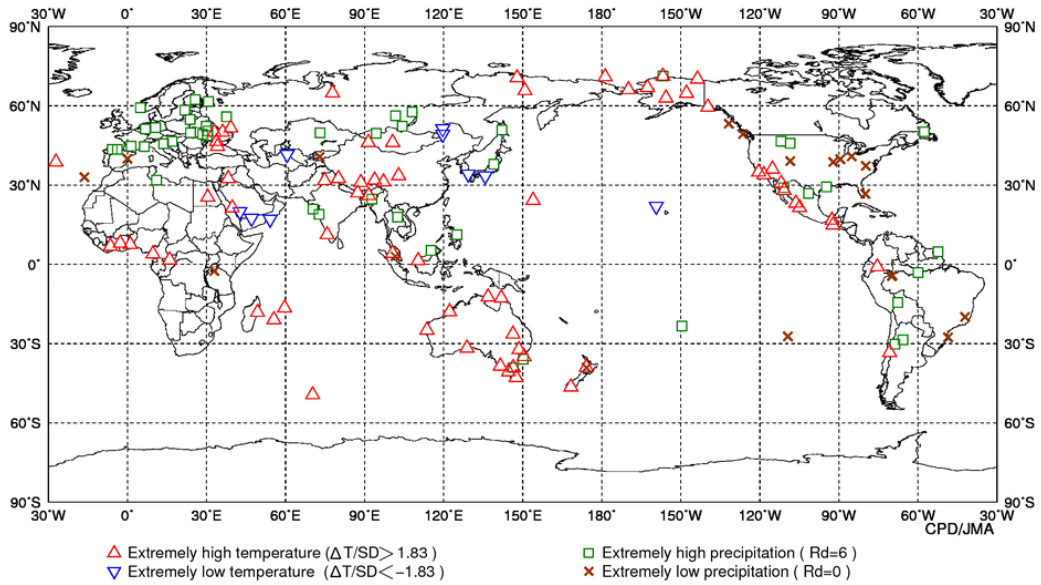 30˚W 0˚ 30˚E 60˚E 90˚E 120˚E 150˚E 180˚ 150˚W 120˚W 90˚W 60˚W 30˚W
90˚N 90˚N
60˚N 60˚N
30˚N 30˚N
0˚ 0˚
30˚S 30˚S
60˚S 60˚S
90˚S 90˚S
30˚W 0˚ 30˚E 60˚E 90˚E 120˚E 150˚E 180˚ 150˚W 120˚W 90˚W 60˚W 30˚W
CPD/JMA
Extremely high temperature (ΔT/SD>1.83 ) Extremely high precipitation ( Rd=6 )
Extremely low temperature (ΔT/SD<−1.83 ) Extremely low precipitation ( Rd=0 )